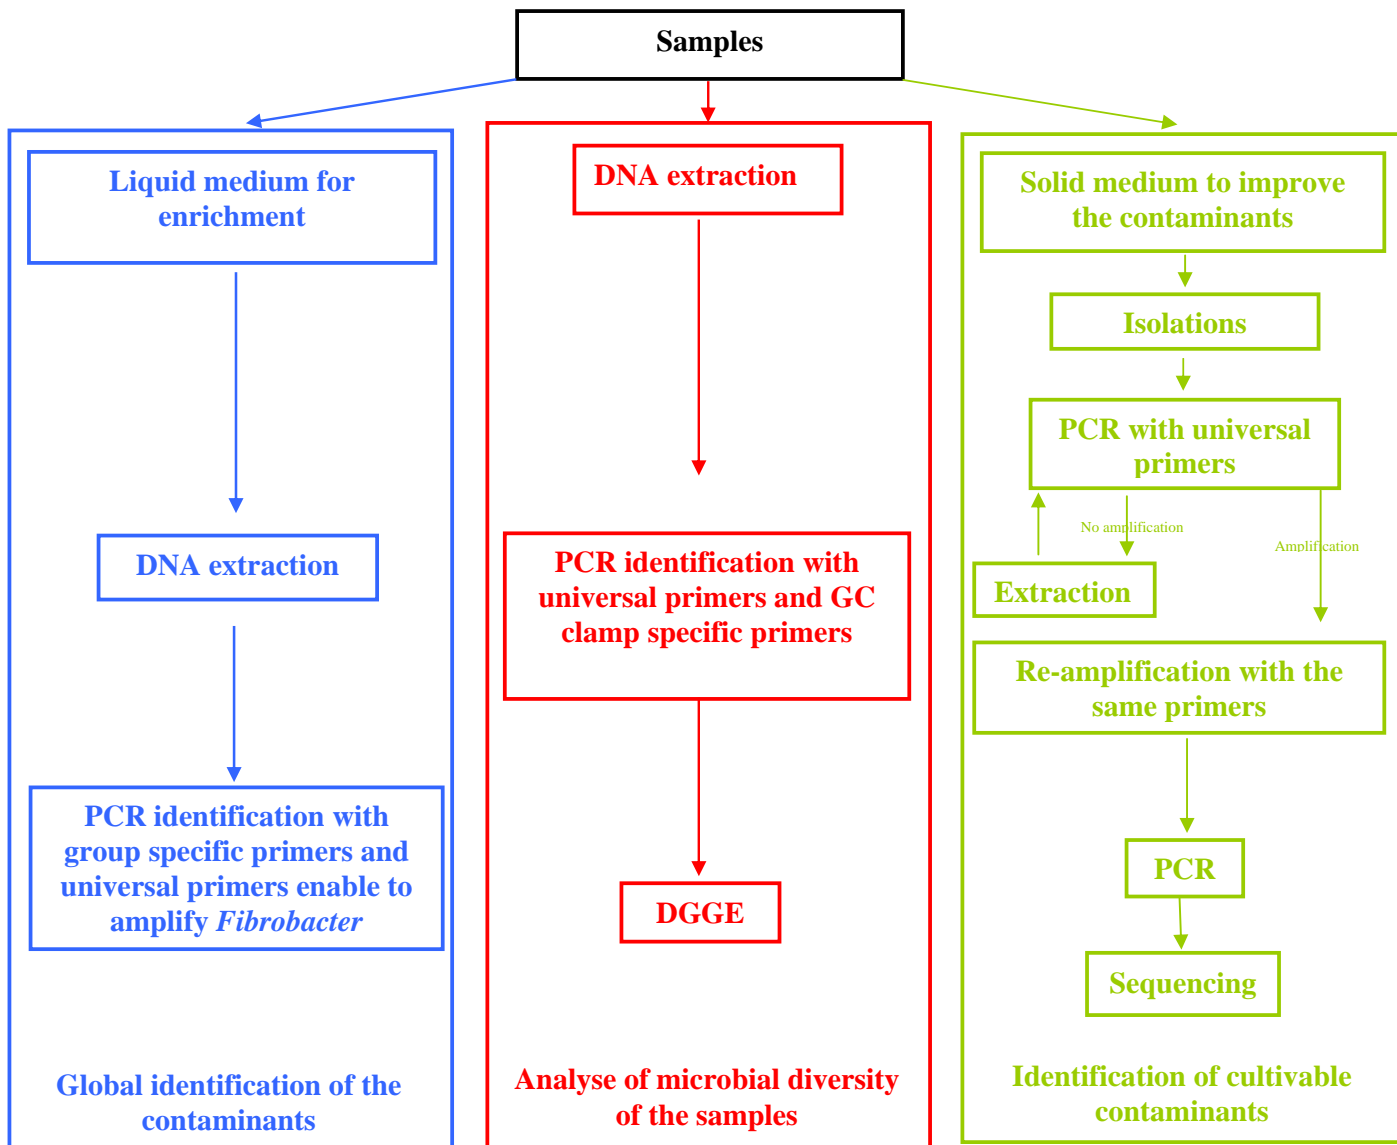 Samples
Liquid medium for
enrichment
DNA extraction
PCR identification with
group specific primers and
universal primers enable to
amplify Fibrobacter
Global identification of the
contaminants
DNA extraction
PCR identification with
universal primers and GC
clamp specific primers
DGGE
Analyse of microbial diversity
of the samples
Solid medium to improve
the contaminants
Isolations
PCR with universal
primers
No amplification
Amplification
Extraction
Re-amplification with the
same primers
PCR
Sequencing
Identification of cultivable
contaminants